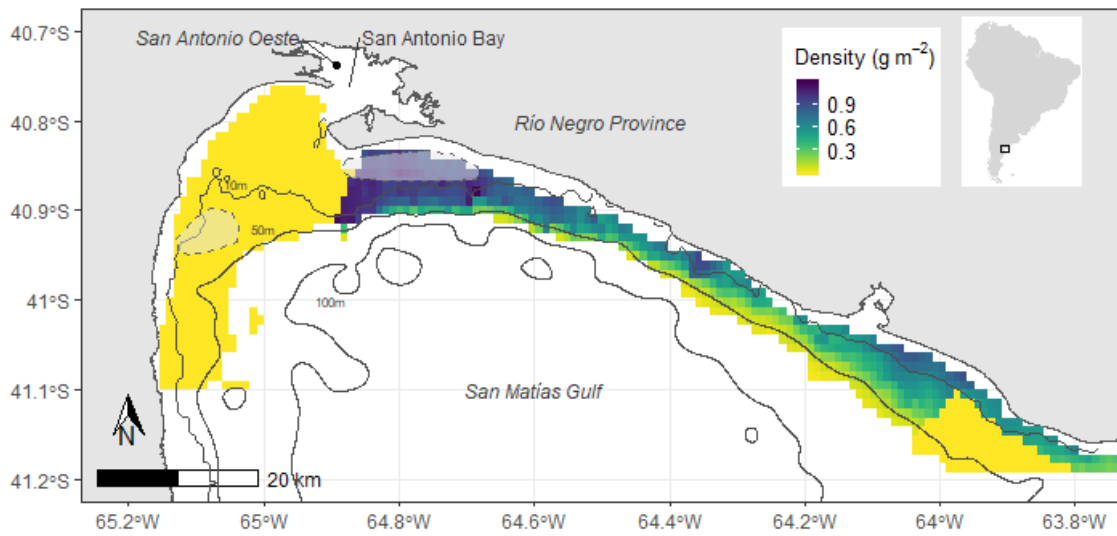 San Antonio Oeste
San Antonio Bay
Río Negro Province
Density (g m⁻²)
0.9
0.6
0.3
10m
50m
100m
San Matías Gulf
N
20 km
40.7°S
40.8°S
40.9°S
41°S
41.1°S
41.2°S
65.2°W
65°W
64.8°W
64.6°W
64.4°W
64.2°W
64°W
63.8°W